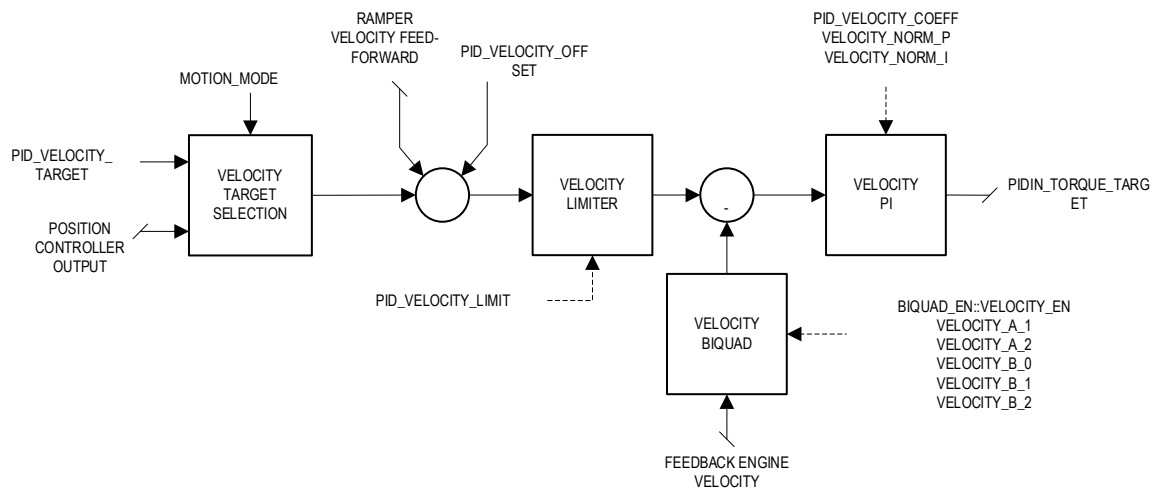 RAMPER
VELOCITY FEED-
FORWARD
PID_VELOCITY_OFF
SET
PID_VELOCITY_COEFF
VELOCITY_NORM_P
VELOCITY_NORM_I
MOTION_MODE
PID_VELOCITY_
TARGET
POSITION
CONTROLLER
OUTPUT
VELOCITY
TARGET
SELECTION
VELOCITY
LIMITER
-
VELOCITY
PI
PIDIN_TORQUE_TARG
ET
PID_VELOCITY_LIMIT
VELOCITY
BIQUAD
BIQUAD_EN::VELOCITY_EN
VELOCITY_A_1
VELOCITY_A_2
VELOCITY_B_0
VELOCITY_B_1
VELOCITY_B_2
FEEDBACK ENGINE
VELOCITY